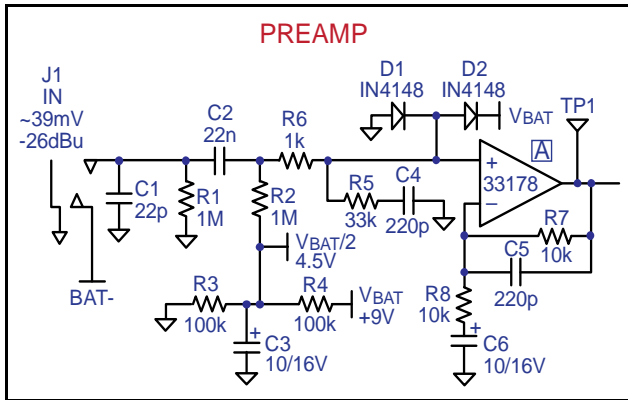 PREAMP
J1
IN
~39mV
-26dBu
C2
22n
R6
1k
D1
IN4148
D2
IN4148
VBAT
TP1
A
+
33178
−
C1
22p
R1
1M
R2
1M
R5
33k
C4
220p
R7
10k
C5
220p
BAT-
VBAT/2
4.5V
R3
100k
R4
100k
VBAT
+9V
+
C3
10/16V
R8
10k
+
C6
10/16V